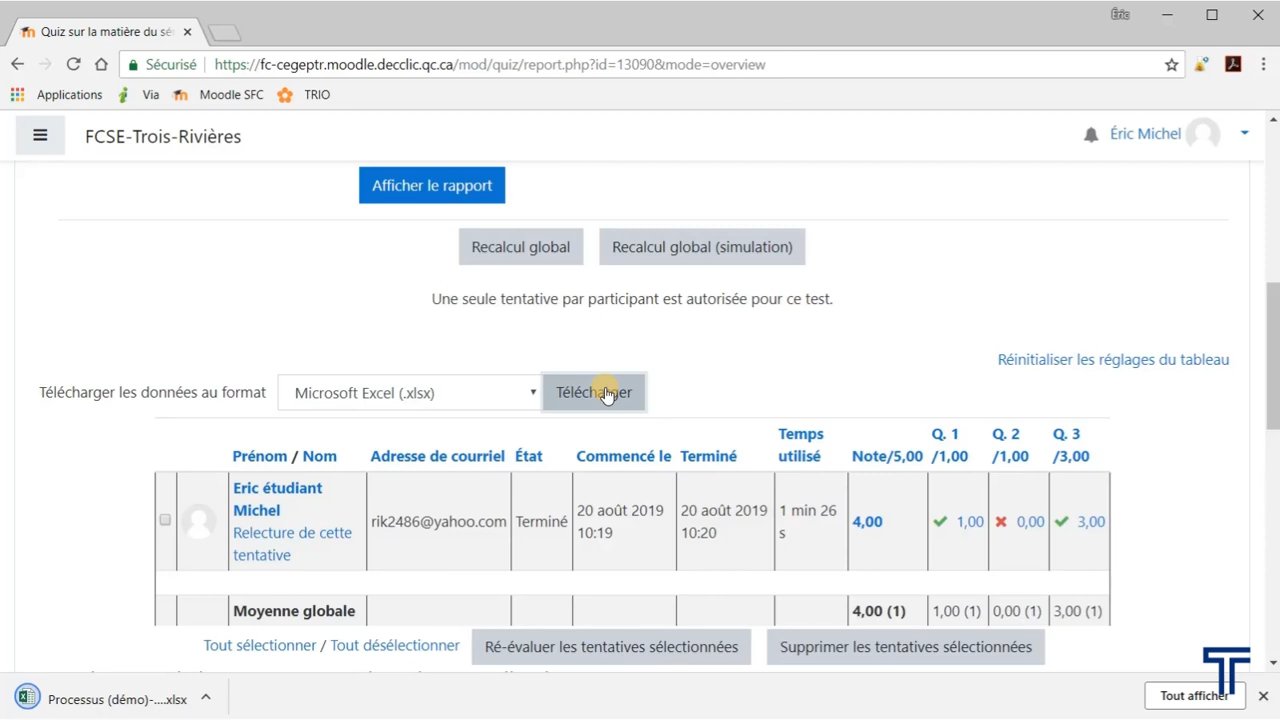 Éric
Quiz sur la matière du sé
Sécurisé
https://fc-cegeptr.moodle.decclic.qc.ca/mod/quiz/report.php?id=13090&mode=overview
Applications Via Moodle SFC TRIO
FCSE-Trois-Rivières
Éric Michel
Afficher le rapport
Recalcul global
Recalcul global (simulation)
Une seule tentative par participant est autorisée pour ce test.
Réinitialiser les réglages du tableau
Télécharger les données au format Microsoft Excel (.xlsx) Télécharger
Prénom / Nom Adresse de courriel État Commencé le Terminé Temps utilisé Note/5,00 Q. 1 /1,00 Q. 2 /1,00 Q. 3 /3,00
Eric étudiant
Michel
Relecture de cette
tentative
rik2486@yahoo.com
Terminé
20 août 2019
10:19
20 août 2019
10:20
1 min 26
s
4,00
1,00
0,00
3,00
Moyenne globale 4,00 (1) 1,00 (1) 0,00 (1) 3,00 (1)
Tout sélectionner / Tout désélectionner
Ré-évaluer les tentatives sélectionnées
Supprimer les tentatives sélectionnées
Processus (démo)-....xlsx
Tout afficher